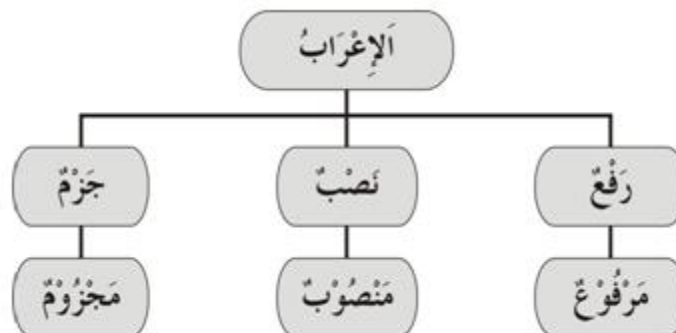 اَلإِعْرَابُ
رَفْعٌ نَصْبٌ جَزْمٌ
مَرْفُوْعٌ مَنْصُوْبٌ مَجْزُوْمٌ